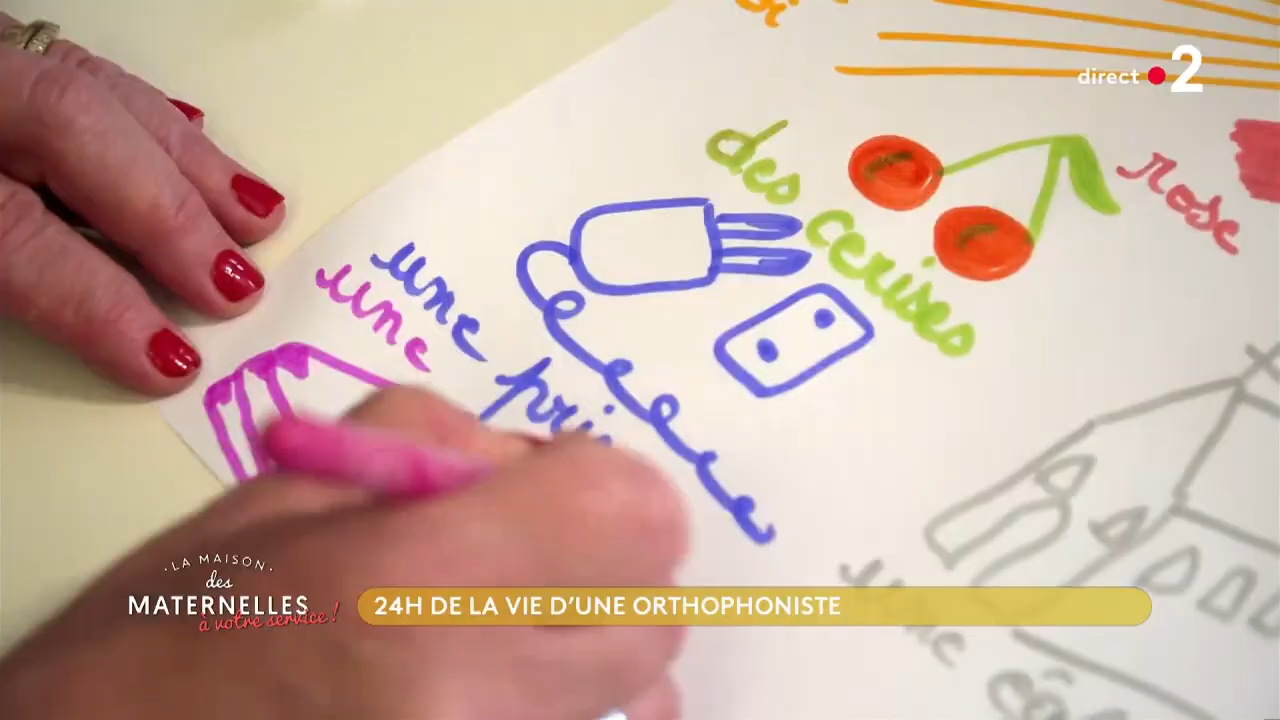 direct 2
des cerises
rose
une
une
LA MAISON
des
MATERNELLES
à votre service !
24H DE LA VIE D'UNE ORTHOPHONISTE